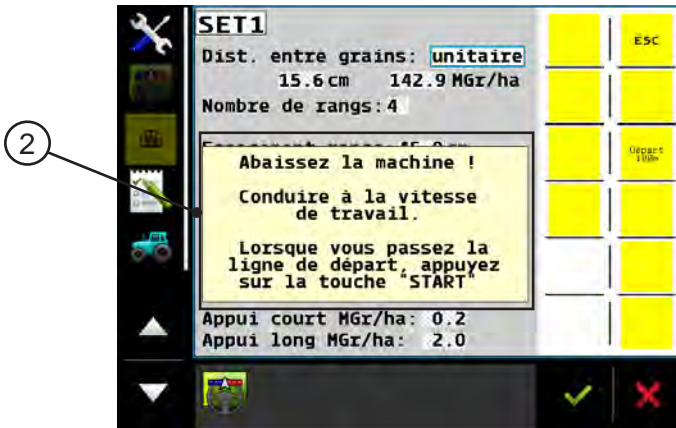 SET1
ESC
Dist. entre grains: unitaire
15.6 cm 142.9 MGr/ha
Nombre de rangs: 4
2
Abaissez la machine !
Conduire à la vitesse
de travail.
Lorsque vous passez la
ligne de départ, appuyez
sur la touche "START"
Départ
100m
Appui court MGr/ha: 0.2
Appui long MGr/ha: 2.0